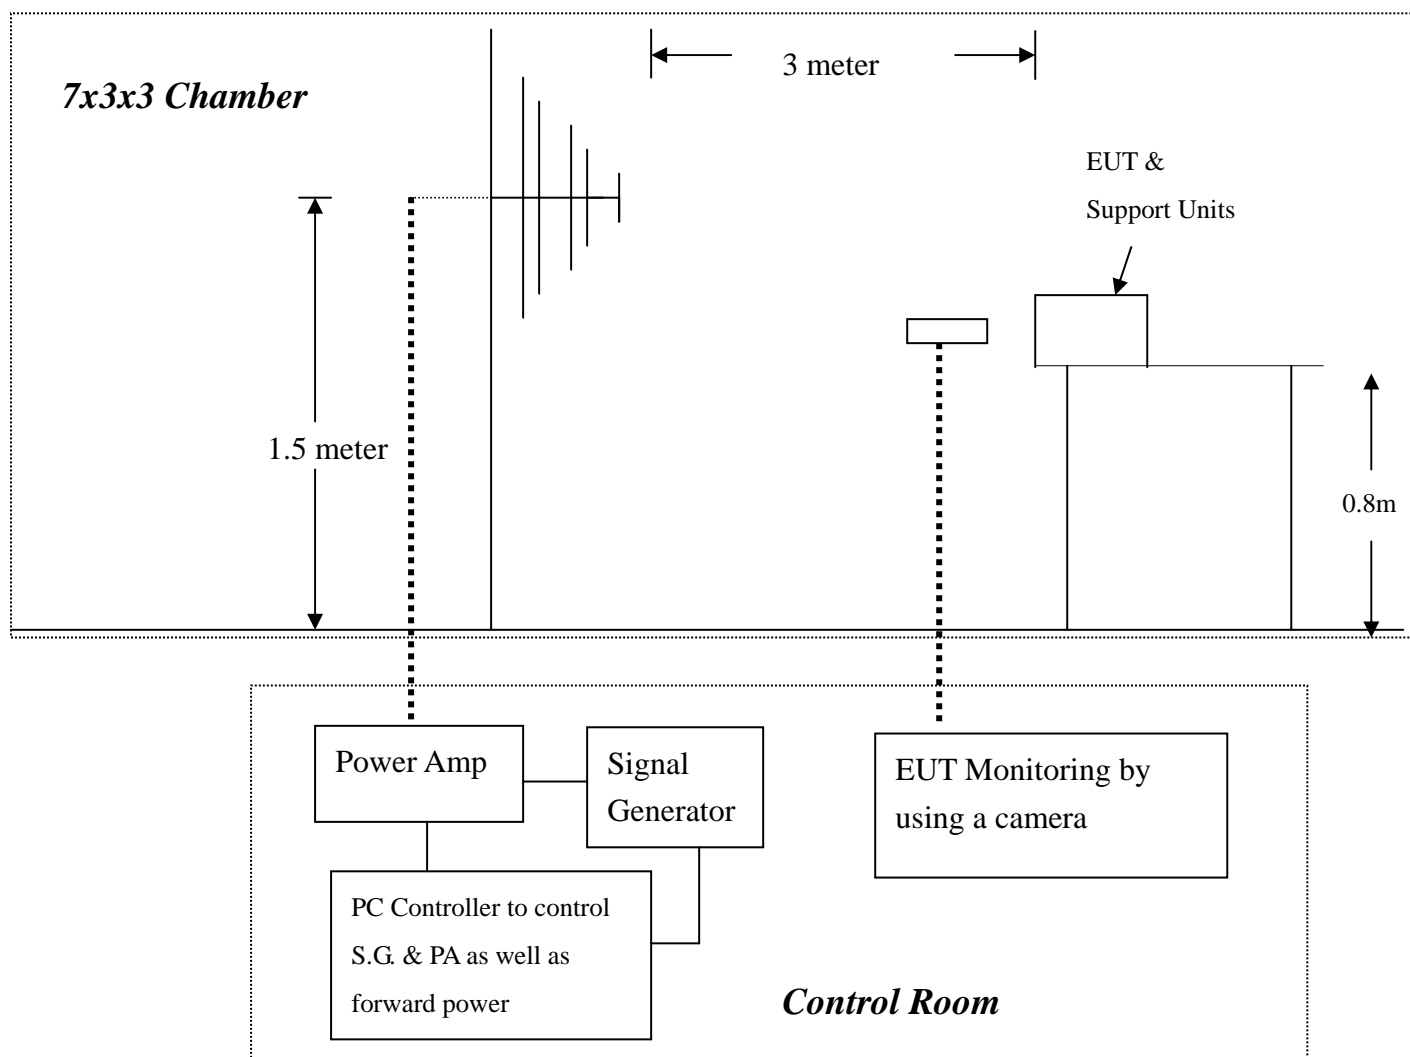 3 meter
7x3x3 Chamber
EUT &
Support Units
1.5 meter
0.8m
Power Amp
Signal
Generator
EUT Monitoring by
using a camera
PC Controller to control
S.G. & PA as well as
forward power
Control Room